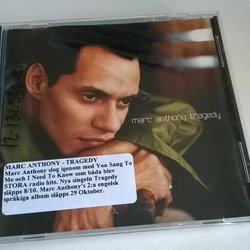 marc anthony tragedy
MARC ANTHONY - TRAGEDY
Marc Anthony slog igenom med You Sang To
Me och I Need To Know som båda blev
STORA radio hits. Nya singeln Tragedy
släpps 8/10. Marc Anthony's 2:a engelsk
språkiga album släpps 29 Oktober.